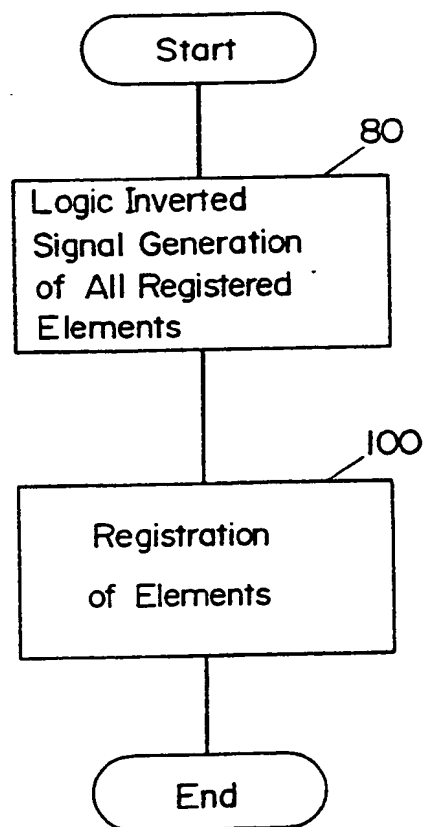 Start
80
Logic Inverted
Signal Generation
of All Registered
Elements
100
Registration
of Elements
End